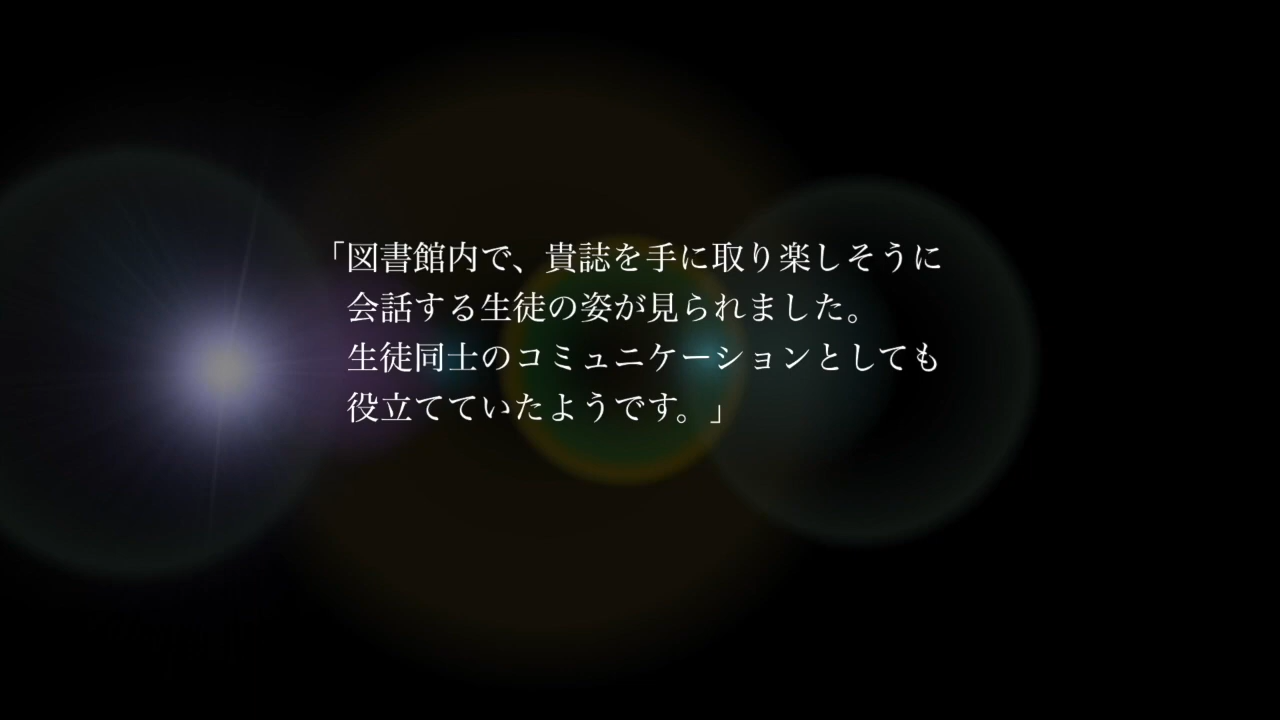 「図書館内で、貴誌を手に取り楽しそうに
会話する生徒の姿が見られました。
生徒同士のコミュニケーションとしても
役立てていたようです。」